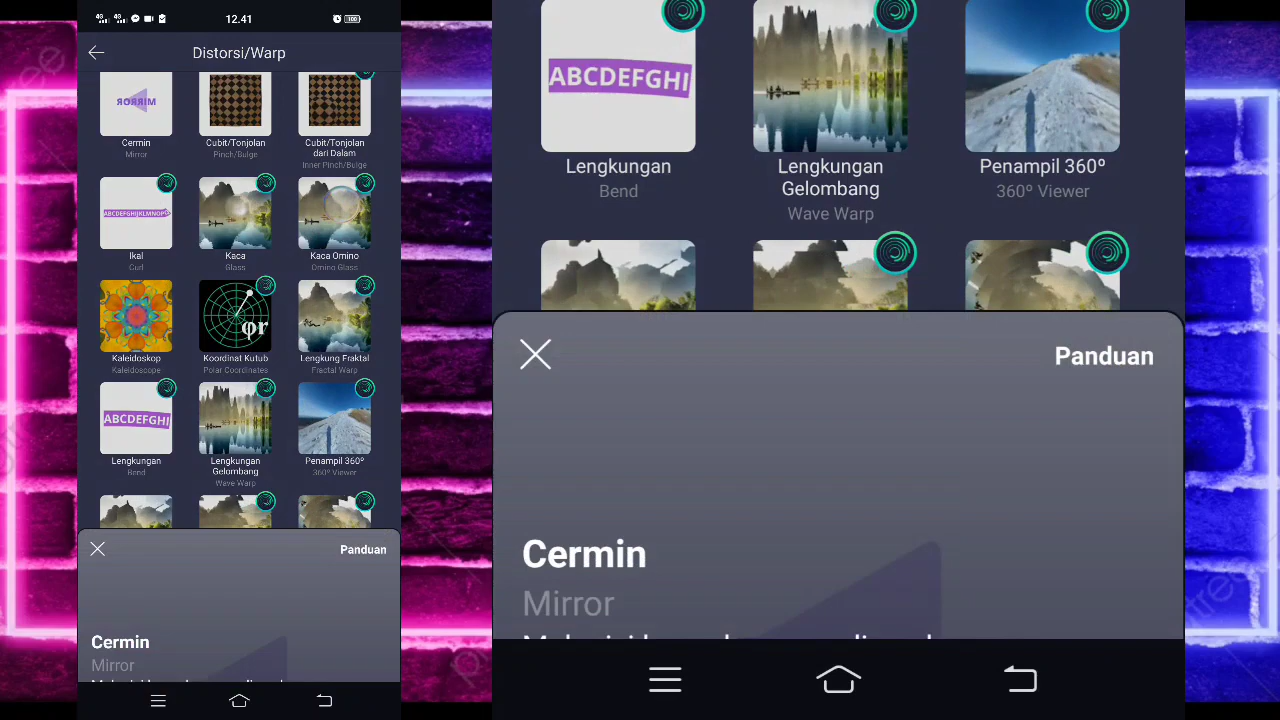 12.41
100
Distorsi/Warp
MIRROR
Cermin
Mirror
Cubit/Tonjolan
Pinch/Bulge
Cubit/Tonjolan
dari Dalam
Inner Pinch/Bulge
Ikal
Curl
Kaca
Glass
Kaca Omino
Omino Glass
φr
Kaleidoskop
Kaleidoscope
Koordinat Kutub
Polar Coordinates
Lengkung Fraktal
Fractal Warp
ABCDEFGHI
Lengkungan
Bend
Lengkungan
Gelombang
Wave Warp
Penampil 360º
360º Viewer
Panduan
Cermin
Mirror
ABCDEFGHI
Lengkungan
Bend
Lengkungan
Gelombang
Wave Warp
Penampil 360º
360º Viewer
Panduan
Cermin
Mirror